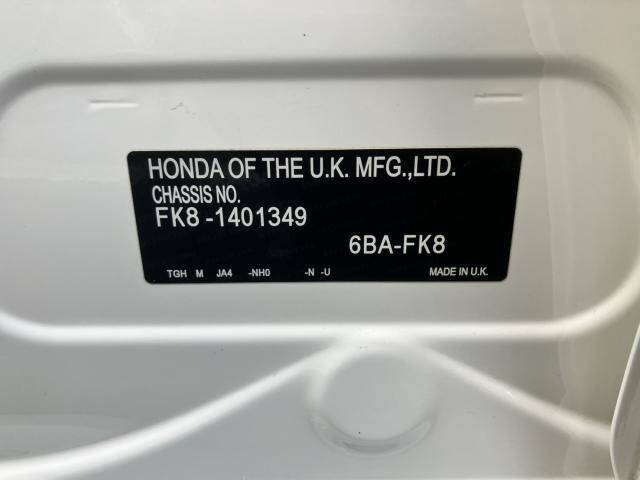 HONDA OF THE U.K. MFG.,LTD.
CHASSIS NO.
FK8 -1401349
6BA-FK8
TGH M JA4 -NH0 -N -U MADE IN U.K.